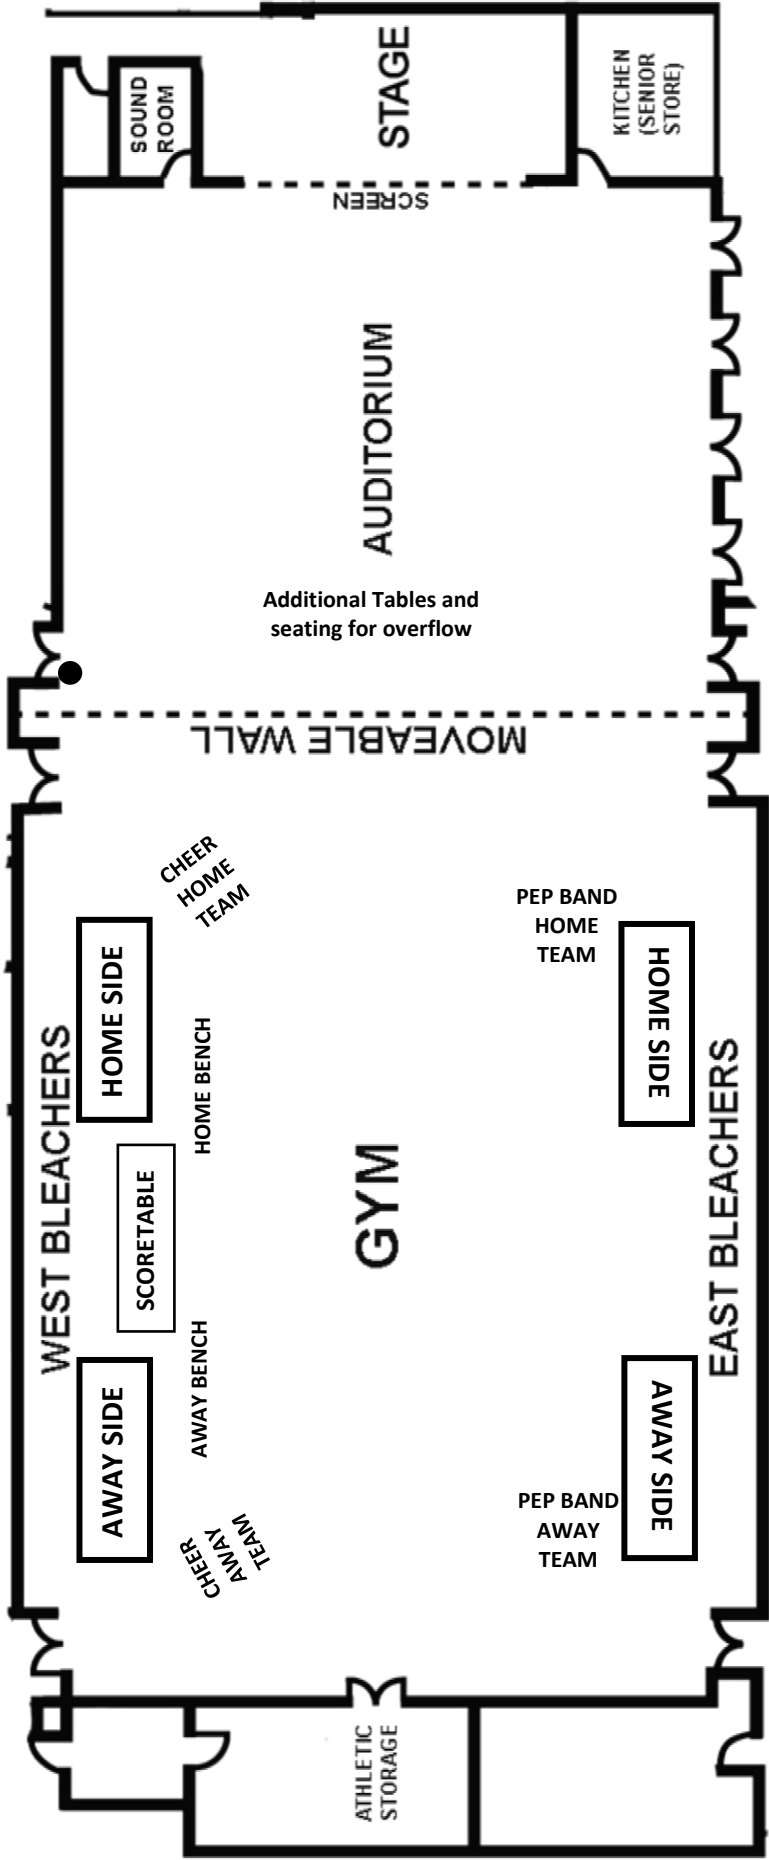 STAGE
KITCHEN
(SENIOR
STORE)
SOUND
ROOM
SCREEN
AUDITORIUM
Additional Tables and
seating for overflow
MOVEABLE WALL
CHEER
HOME
TEAM
PEP BAND
HOME
TEAM
HOME SIDE
HOME SIDE
WEST BLEACHERS
HOME BENCH
EAST BLEACHERS
GYM
SCORETABLE
AWAY BENCH
AWAY SIDE
AWAY SIDE
PEP BAND
AWAY
TEAM
CHEER
AWAY
TEAM
ATHLETIC
STORAGE